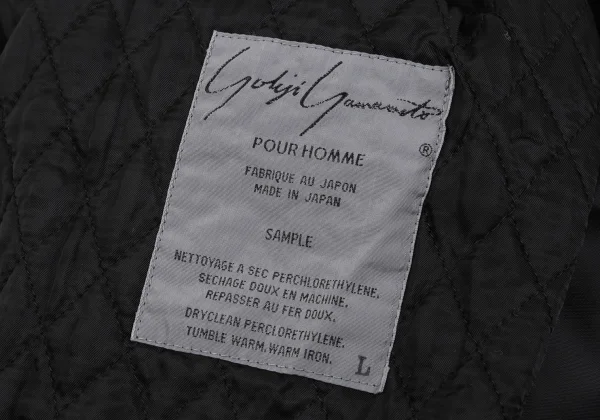 Yohji Yamamoto
®
POUR HOMME
FABRIQUE AU JAPON
MADE IN JAPAN
SAMPLE
NETTOYAGE A SEC PERCHLORETHYLENE.
SECHAGE DOUX EN MACHINE.
REPASSER AU FER DOUX.
DRYCLEAN PERCLORETHYLENE.
TUMBLE WARM. WARM IRON.
L